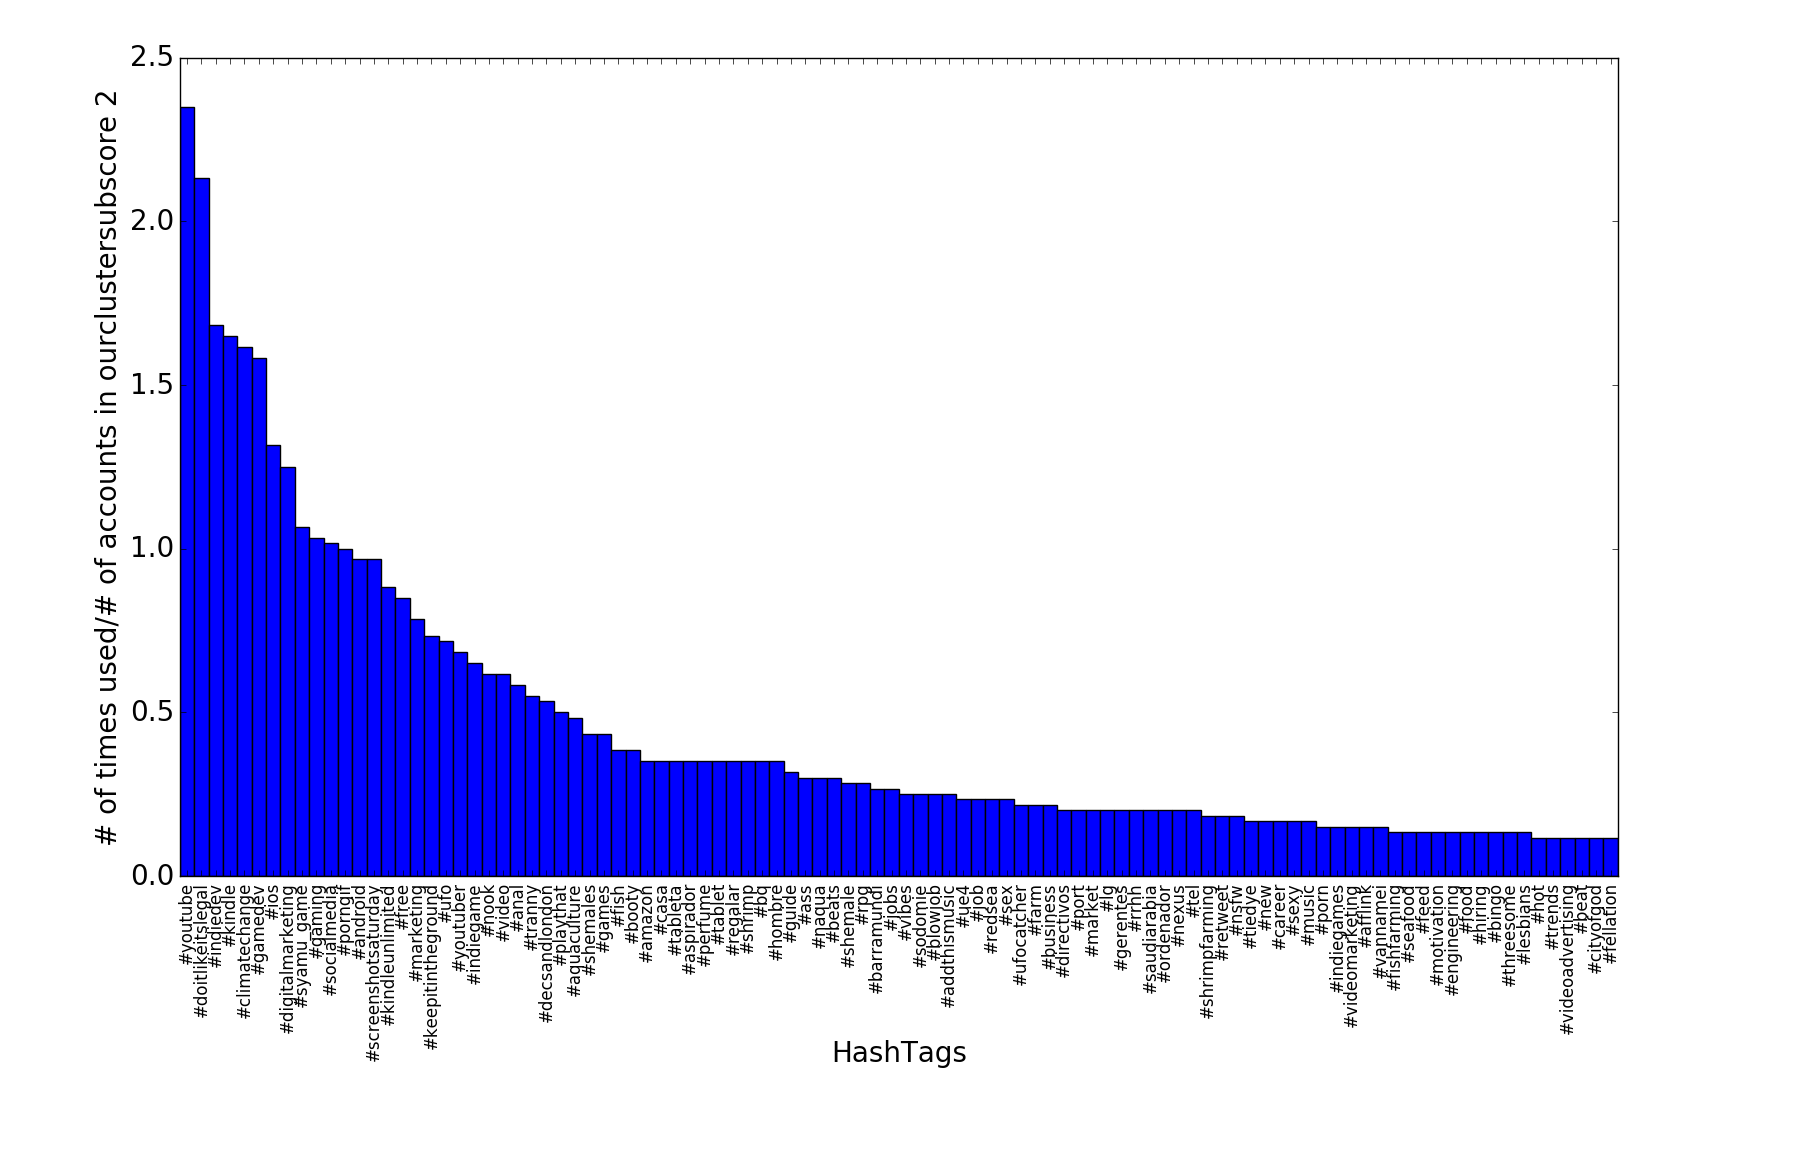 # of times used/# of accounts in ourclustersubscore 2
2.5
2.0
1.5
1.0
0.5
0.0
#youtube
#doitlikeitslegal
#indiedev
#kindle
#climatechange
#gamedev
#ios
#digitalmarketing
#syamu_game
#gaming
#socialmedia
#porngif
#android
#screenshotsaturday
#kindleunlimited
#free
#marketing
#keepitintheground
#ufo
#youtuber
#indiegame
#nook
#video
#anal
#tranny
#decsandlondon
#playthat
#aquaculture
#shemales
#games
#fish
#booty
#amazon
#casa
#tableta
#aspirador
#perfume
#tablet
#regalar
#shrimp
#bq
#hombre
#guide
#ass
#naqua
#beats
#shemale
#rpg
#barramundi
#jobs
#vibes
#sodomie
#blowjob
#addthismusic
#ue4
#job
#redsea
#sex
#ufocatcher
#farm
#business
#directivos
#port
#market
#lg
#gerentes
#rrhh
#saudiarabia
#ordenador
#nexus
#tel
#shrimpfarming
#retweet
#nsfw
#tiedye
#new
#career
#sexy
#music
#porn
#indiegames
#videomarketing
#afflink
#vannamei
#fishfarming
#seafood
#feed
#motivation
#engineering
#food
#hiring
#bingo
#threesome
#lesbians
#hot
#trends
#videoadvertising
#beat
#cityofgod
#fellation
HashTags